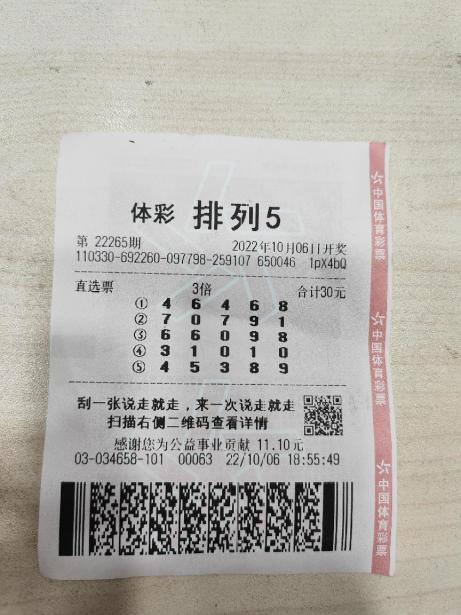 体彩 排列5
第 22265期 2022年10月06日开奖
110330-692260-097798-259107 650046 1pX4bQ
直选票 3倍 合计30元
① 4 6 4 6 8
② 7 0 7 9 1
③ 6 6 0 9 8
④ 3 1 0 1 0
⑤ 4 5 3 8 9
刮一张说走就走，来一次说走就走
扫描右侧二维码查看详情
感谢您为公益事业贡献 11.10元
03-034658-101 00063 22/10/06 18:55:49
中国体育彩票
中国体育彩票
中国体育彩票